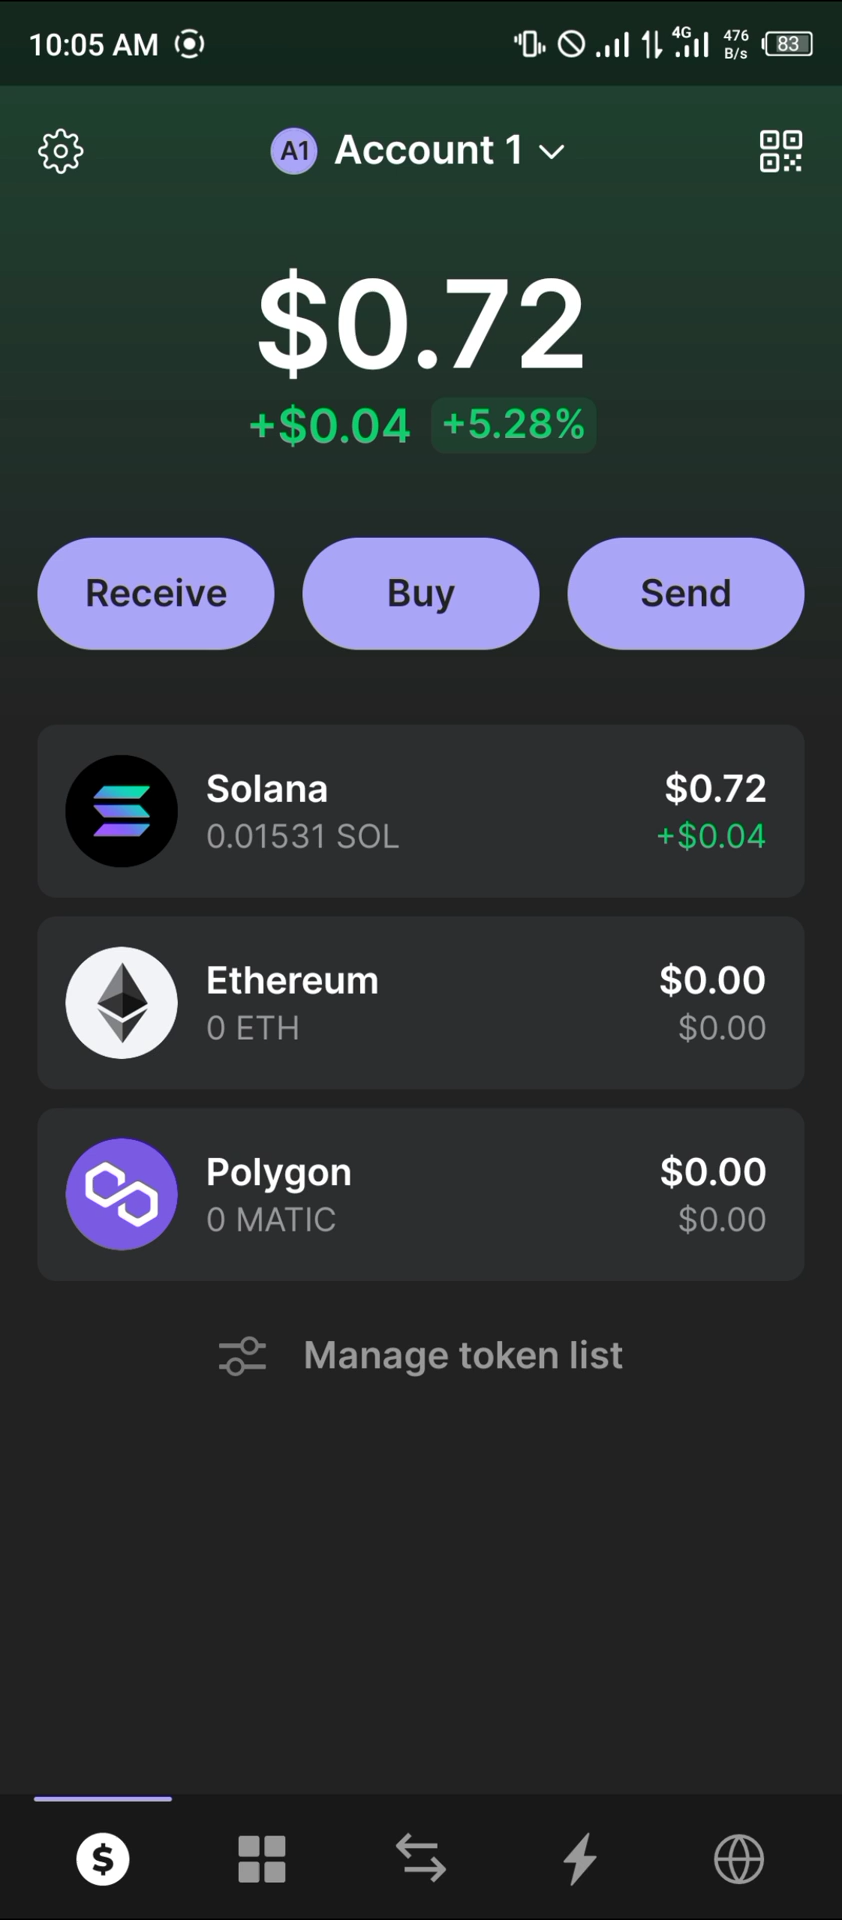 10:05 AM 4G 476 B/s 83
A1 Account 1
$0.72
+$0.04 +5.28%
Receive Buy Send
Solana $0.72
0.01531 SOL +$0.04
Ethereum $0.00
0 ETH $0.00
Polygon $0.00
0 MATIC $0.00
Manage token list
$